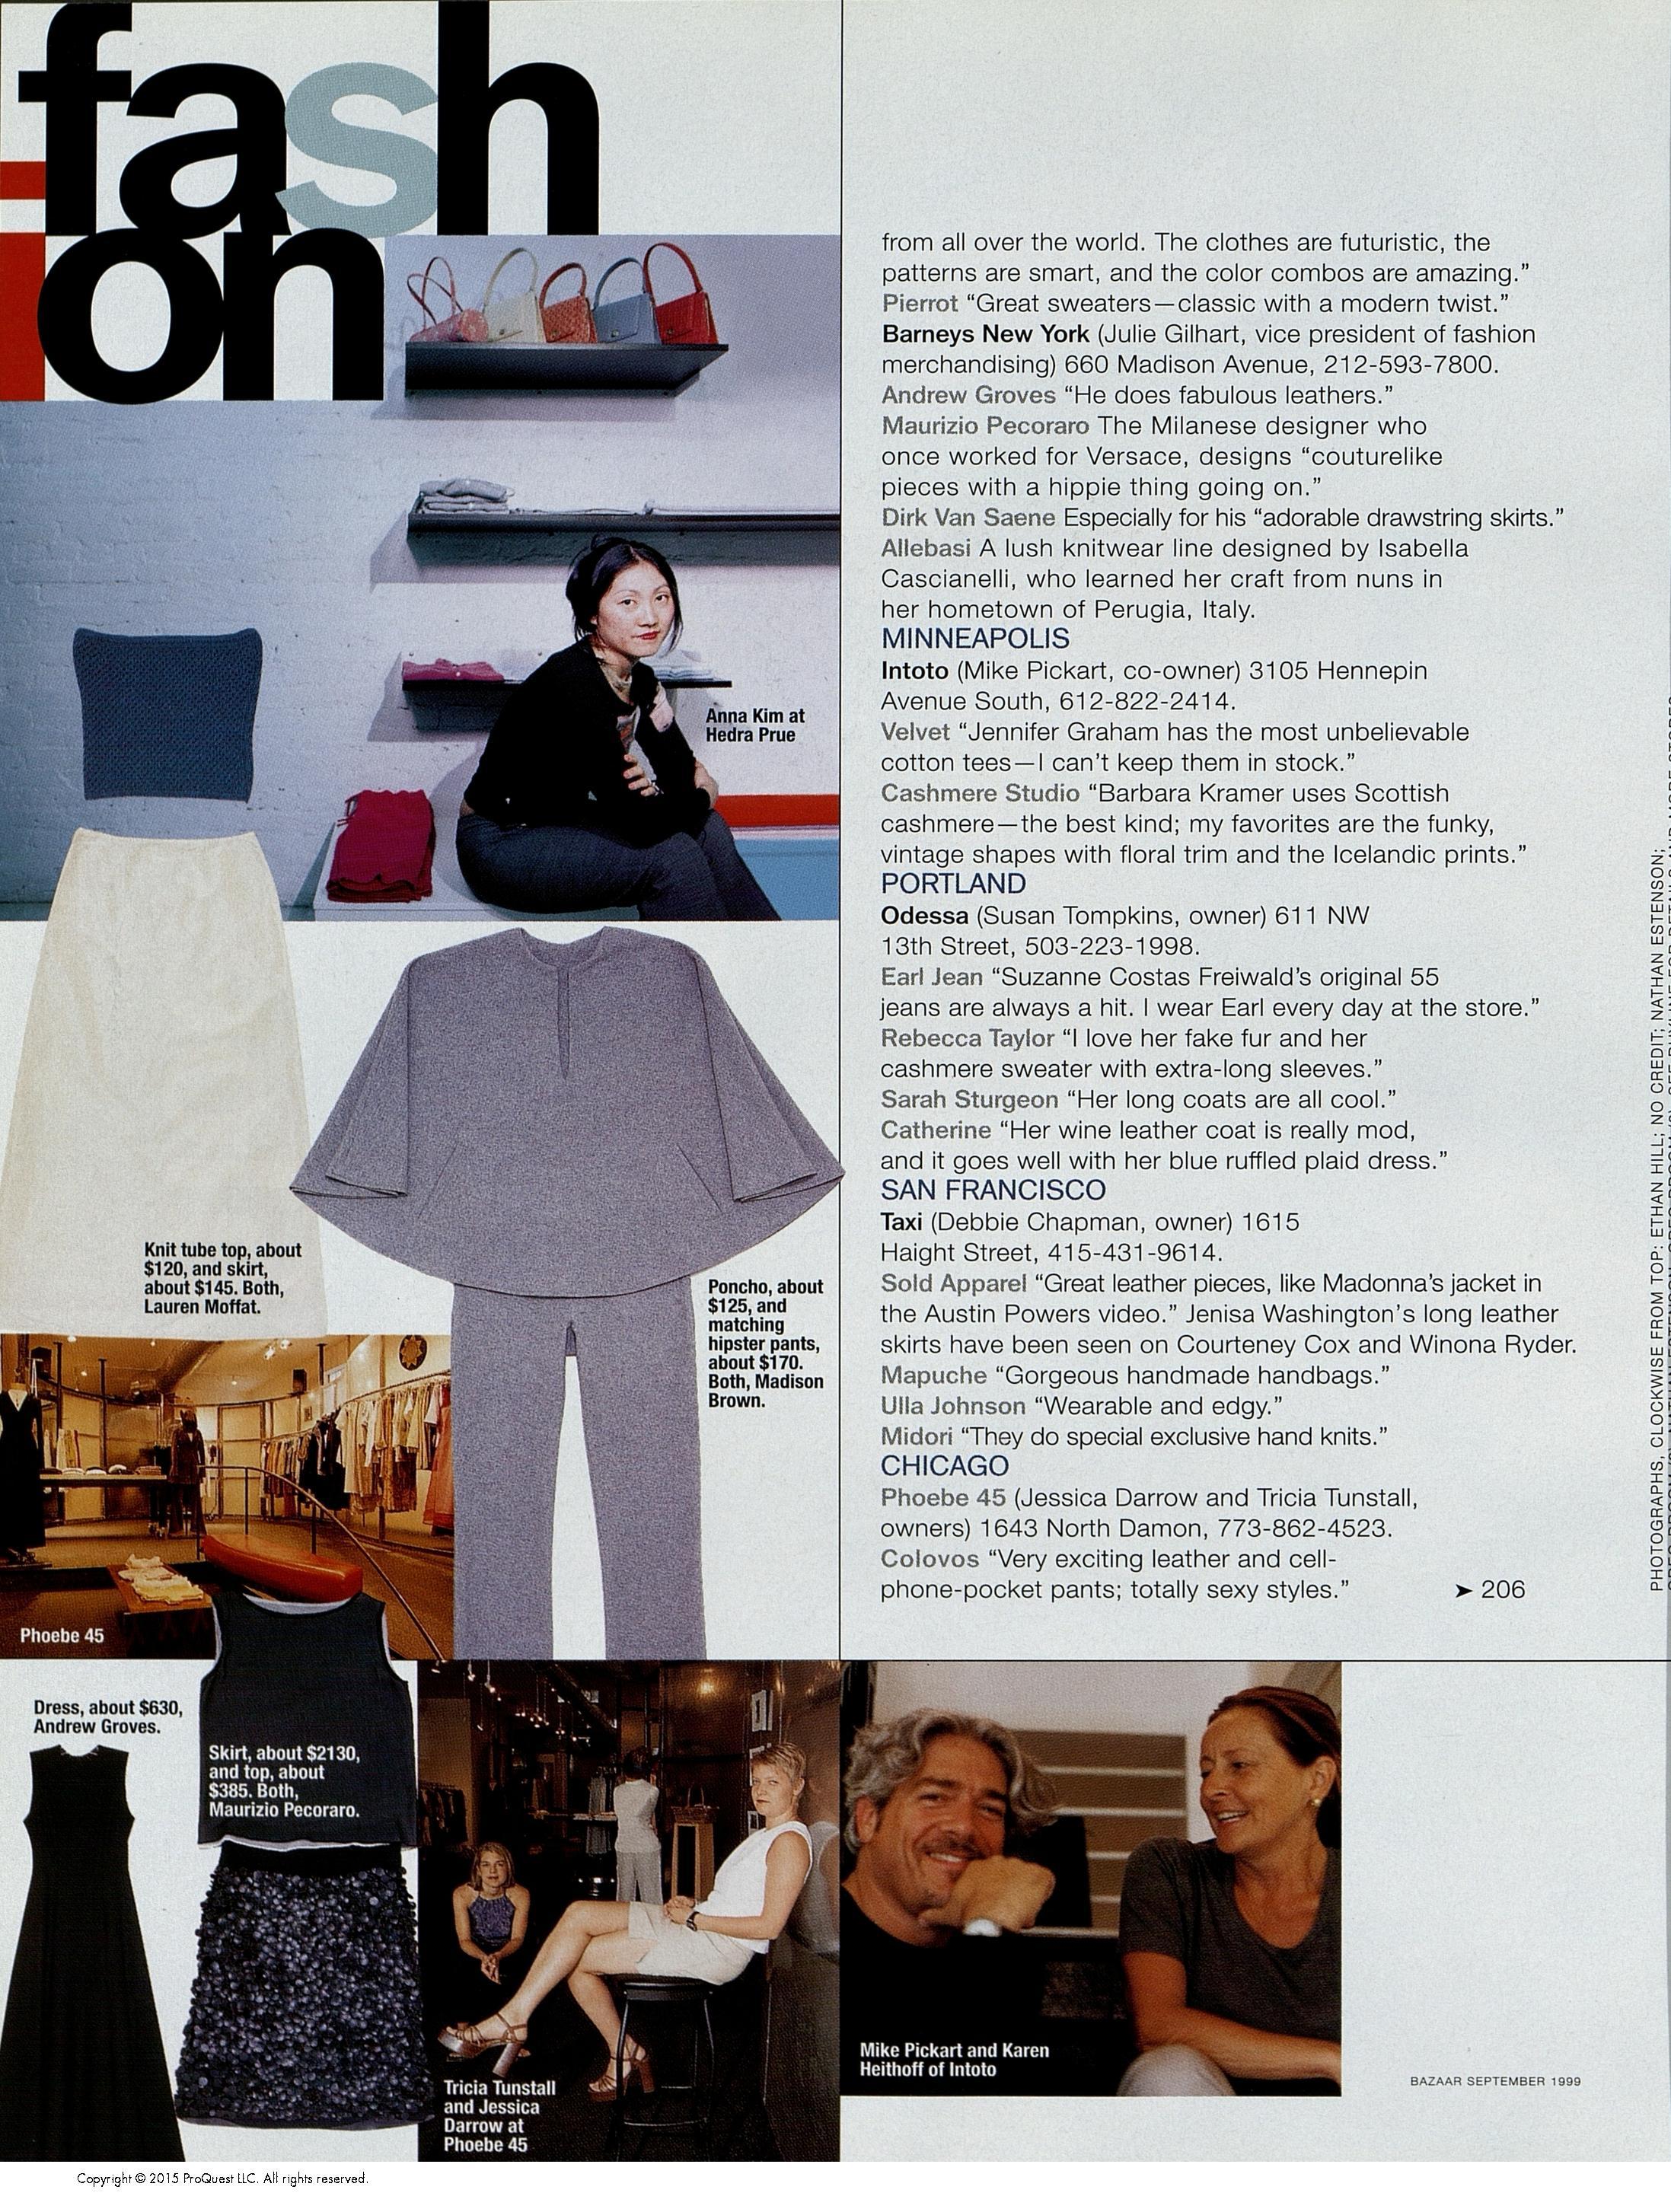 fash
i on
from all over the world. The clothes are futuristic, the
patterns are smart, and the color combos are amazing.”
Pierrot “Great sweaters—classic with a modern twist.”
Barneys New York (Julie Gilhart, vice president of fashion
merchandising) 660 Madison Avenue, 212-593-7800.
Andrew Groves “He does fabulous leathers.”
Maurizio Pecoraro The Milanese designer who
once worked for Versace, designs “couturelike
pieces with a hippie thing going on.”
Dirk Van Saene Especially for his “adorable drawstring skirts.”
Allebasi A lush knitwear line designed by Isabella
Cascianelli, who learned her craft from nuns in
her hometown of Perugia, Italy.
MINNEAPOLIS
Intoto (Mike Pickart, co-owner) 3105 Hennepin
Avenue South, 612-822-2414.
Velvet “Jennifer Graham has the most unbelievable
cotton tees—I can’t keep them in stock.”
Cashmere Studio “Barbara Kramer uses Scottish
cashmere—the best kind; my favorites are the funky,
vintage shapes with floral trim and the Icelandic prints.”
PORTLAND
Odessa (Susan Tompkins, owner) 611 NW
13th Street, 503-223-1998.
Earl Jean “Suzanne Costas Freiwald’s original 55
jeans are always a hit. I wear Earl every day at the store.”
Rebecca Taylor “I love her fake fur and her
cashmere sweater with extra-long sleeves.”
Sarah Sturgeon “Her long coats are all cool.”
Catherine “Her wine leather coat is really mod,
and it goes well with her blue ruffled plaid dress.”
SAN FRANCISCO
Taxi (Debbie Chapman, owner) 1615
Haight Street, 415-431-9614.
Sold Apparel “Great leather pieces, like Madonna’s jacket in
the Austin Powers video.” Jenisa Washington’s long leather
skirts have been seen on Courteney Cox and Winona Ryder.
Mapuche “Gorgeous handmade handbags.”
Ulla Johnson “Wearable and edgy.”
Midori “They do special exclusive hand knits.”
CHICAGO
Phoebe 45 (Jessica Darrow and Tricia Tunstall,
owners) 1643 North Damon, 773-862-4523.
Colovos “Very exciting leather and cell-
phone-pocket pants; totally sexy styles.” ➤ 206
Anna Kim at
Hedra Prue
Knit tube top, about
$120, and skirt,
about $145. Both,
Lauren Moffat.
Poncho, about
$125, and
matching
hipster pants,
about $170.
Both, Madison
Brown.
Phoebe 45
Dress, about $630,
Andrew Groves.
Skirt, about $2130,
and top, about
$385. Both,
Maurizio Pecoraro.
Tricia Tunstall
and Jessica
Darrow at
Phoebe 45
Mike Pickart and Karen
Heithoff of Intoto
PHOTOGRAPHS, CLOCKWISE FROM TOP: ETHAN HILL; NO CREDIT; NATHAN ESTENSON;
BAZAAR SEPTEMBER 1999
Copyright © 2015 ProQuest LLC. All rights reserved.